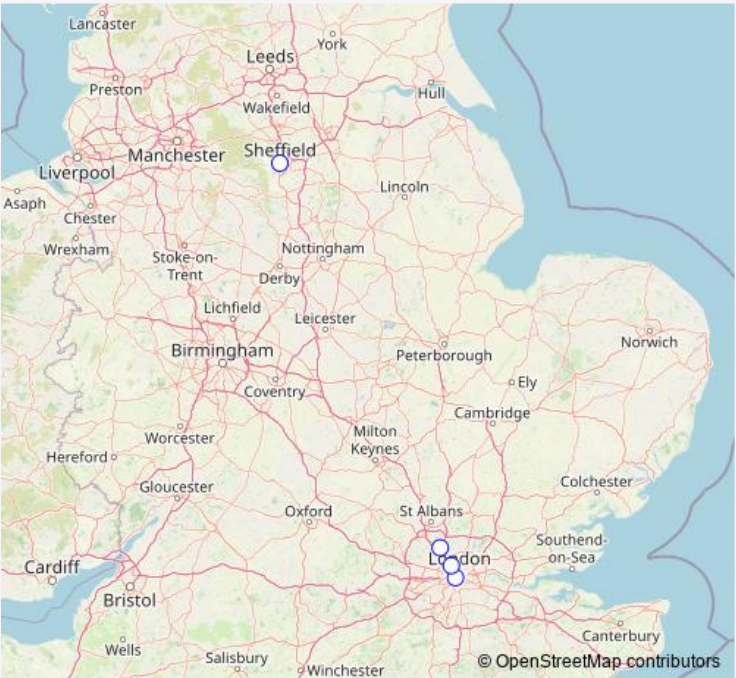 Lancaster
York
Leeds
Preston
Hull
Wakefield
Sheffield
Manchester
Liverpool
Lincoln
Asaph
Chester
Wrexham
Nottingham
Stoke-on-
Trent
Derby
Lichfield
Leicester
Norwich
Birmingham
Peterborough
Ely
Coventry
Cambridge
Milton
Keynes
Worcester
Hereford
Gloucester
Colchester
Oxford
St Albans
Southend-
on-Sea
London
Cardiff
Bristol
Canterbury
Wells
Salisbury
Winchester
© OpenStreetMap contributors